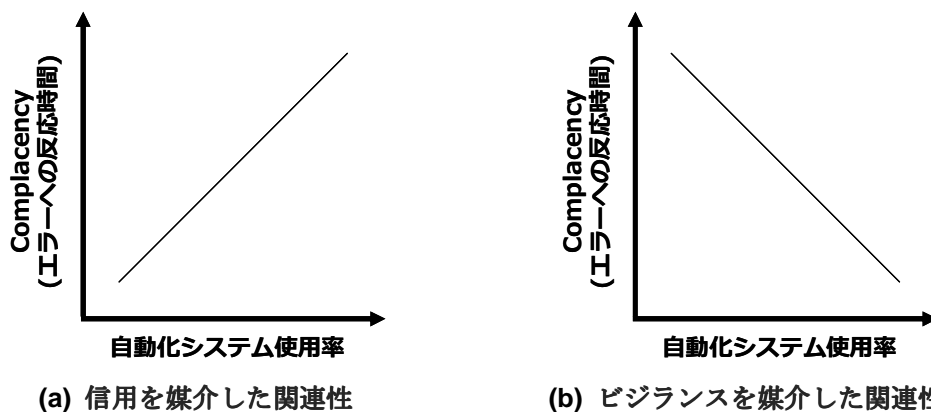 Complacency
(エラーへの反応時間)
自動化システム使用率
(a) 信用を媒介した関連性
Complacency
(エラーへの反応時間)
自動化システム使用率
(b) ビジランスを媒介した関連性